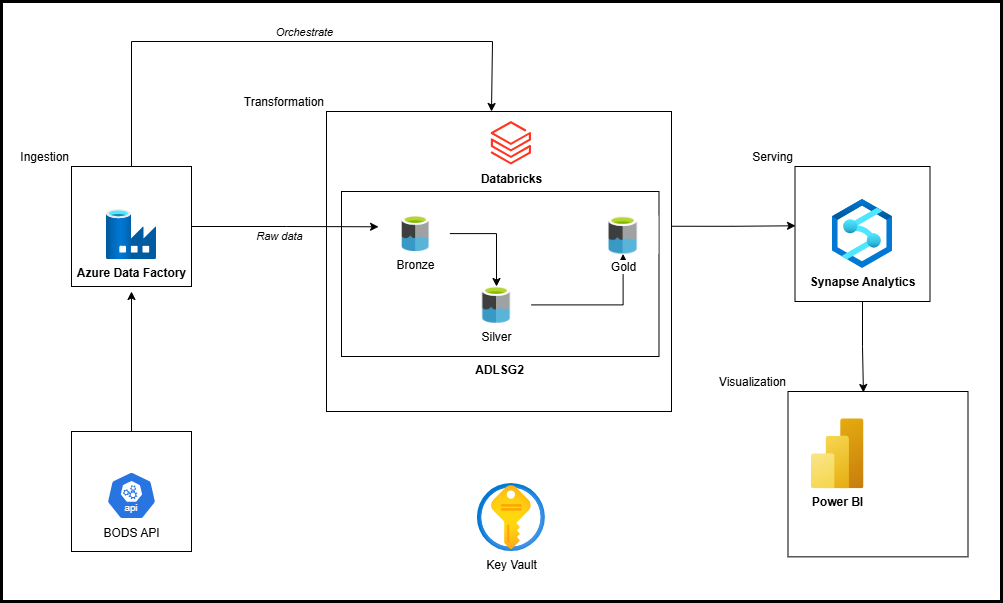 Orchestrate
Transformation
Ingestion
Databricks
Serving
Azure Data Factory
Raw data
Bronze
Gold
Synapse Analytics
Silver
ADLSG2
Visualization
api
BODS API
Power BI
Key Vault